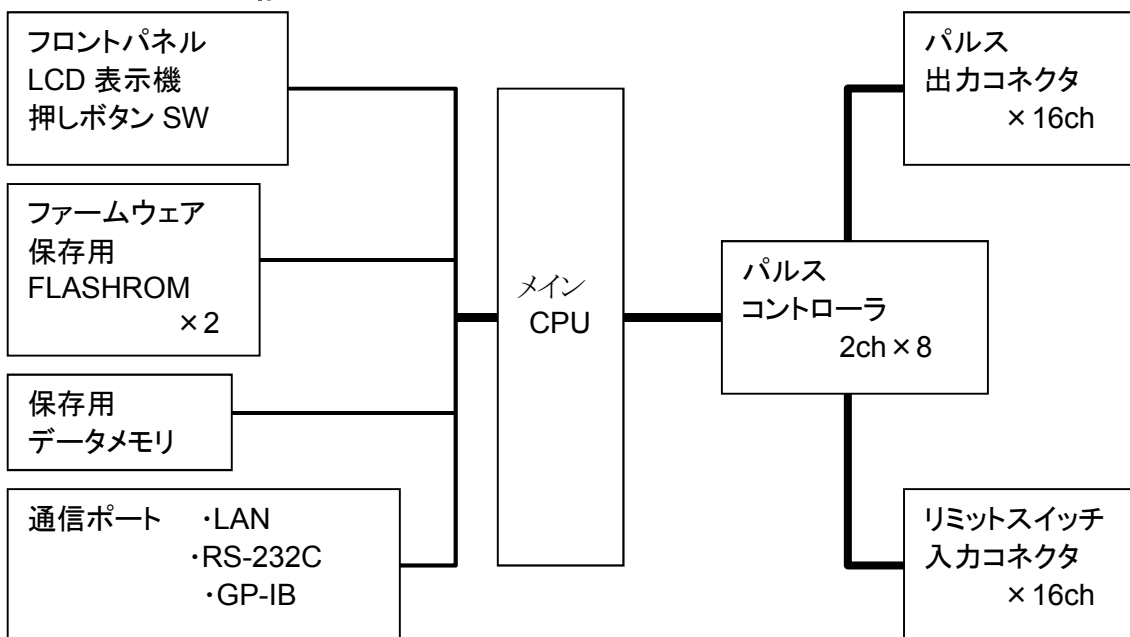 フロントパネル
LCD 表示機
押しボタン SW
ファームウェア
保存用
FLASHROM
×2
保存用
データメモリ
通信ポート ・LAN
・RS-232C
・GP-IB
メイン
CPU
パルス
コントローラ
2ch×8
パルス
出力コネクタ
×16ch
リミットスイッチ
入力コネクタ
×16ch